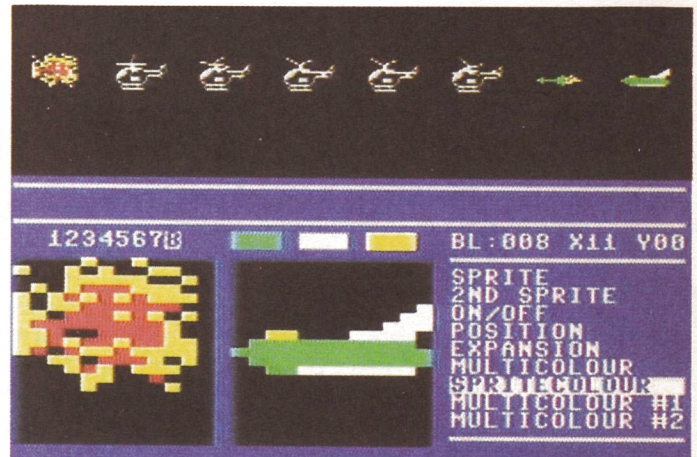 12345678
BL:008 X11 Y00
SPRITE
2ND SPRITE
ON/OFF
POSITION
EXPANSION
MULTICOLOUR
SPRITECOLOUR
MULTICOLOUR #1
MULTICOLOUR #2